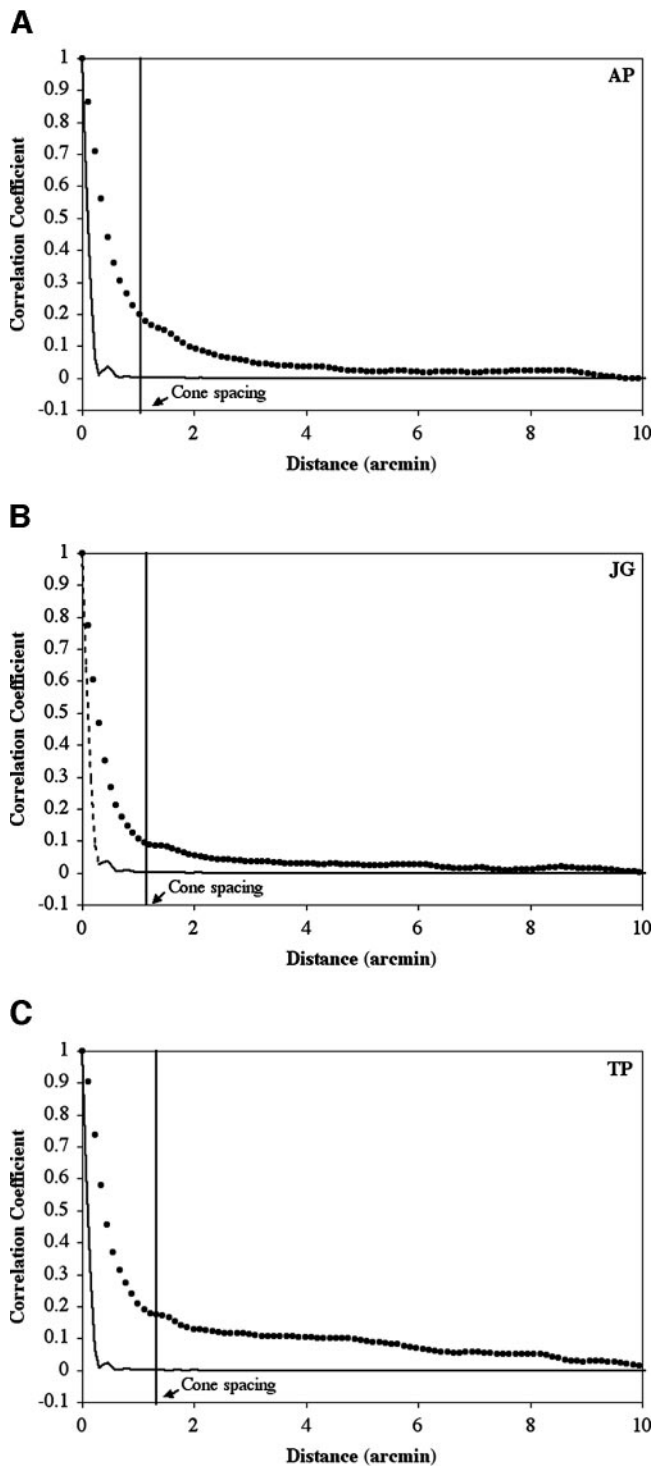 A
AP
Correlation Coefficient
1
0.9
0.8
0.7
0.6
0.5
0.4
0.3
0.2
0.1
0
-0.1
Cone spacing
0 2 4 6 8 10
Distance (arcmin)
B
JG
Correlation Coefficient
1
0.9
0.8
0.7
0.6
0.5
0.4
0.3
0.2
0.1
0
-0.1
Cone spacing
0 2 4 6 8 10
Distance (arcmin)
C
TP
Correlation Coefficient
1
0.9
0.8
0.7
0.6
0.5
0.4
0.3
0.2
0.1
0
-0.1
Cone spacing
0 2 4 6 8 10
Distance (arcmin)